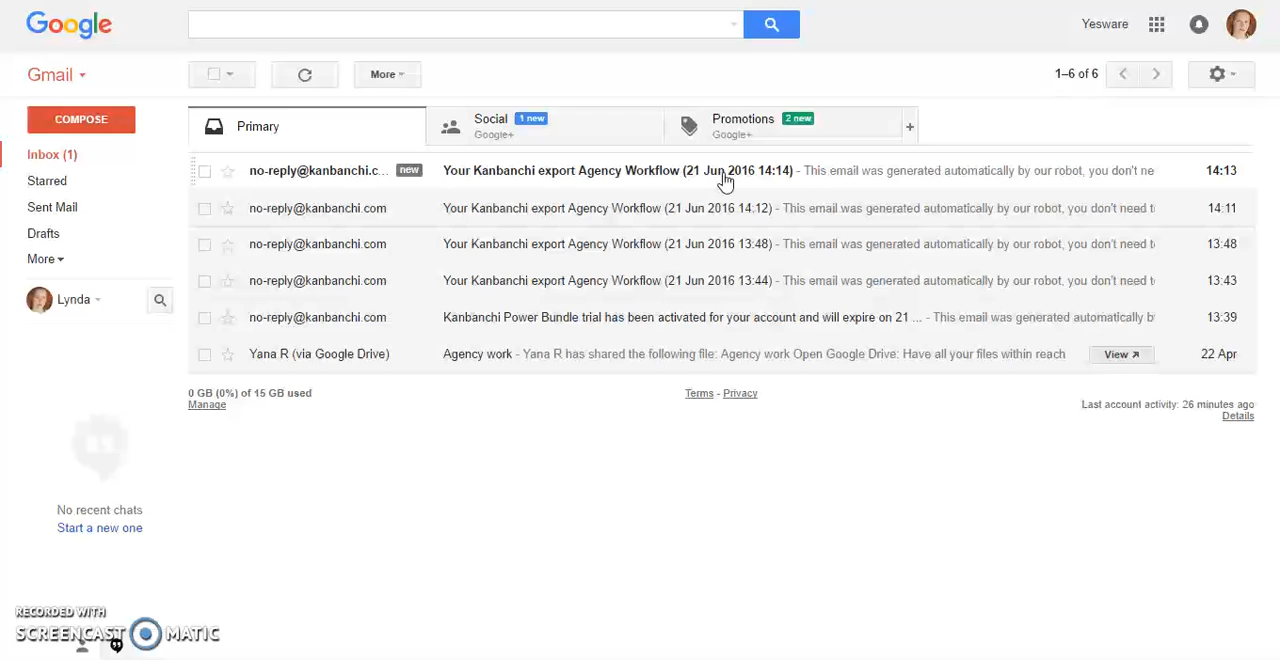 Google
Yesware
Gmail
More
1–6 of 6
COMPOSE
Primary
Social 1 new
Google+
Promotions 2 new
Google+
+
Inbox (1)
Starred
Sent Mail
Drafts
More
Lynda
no-reply@kanbanchi.c... new Your Kanbanchi export Agency Workflow (21 Jun 2016 14:14) - This email was generated automatically by our robot, you don't ne 14:13
no-reply@kanbanchi.com Your Kanbanchi export Agency Workflow (21 Jun 2016 14:12) - This email was generated automatically by our robot, you don't need t 14:11
no-reply@kanbanchi.com Your Kanbanchi export Agency Workflow (21 Jun 2016 13:48) - This email was generated automatically by our robot, you don't need t 13:48
no-reply@kanbanchi.com Your Kanbanchi export Agency Workflow (21 Jun 2016 13:44) - This email was generated automatically by our robot, you don't need t 13:43
no-reply@kanbanchi.com Kanbanchi Power Bundle trial has been activated for your account and will expire on 21 ... - This email was generated automatically b 13:39
Yana R (via Google Drive) Agency work - Yana R has shared the following file: Agency work Open Google Drive: Have all your files within reach View 22 Apr
0 GB (0%) of 15 GB used
Manage
Terms - Privacy
Last account activity: 26 minutes ago
Details
No recent chats
Start a new one
RECORDED WITH
SCREENCAST MATIC